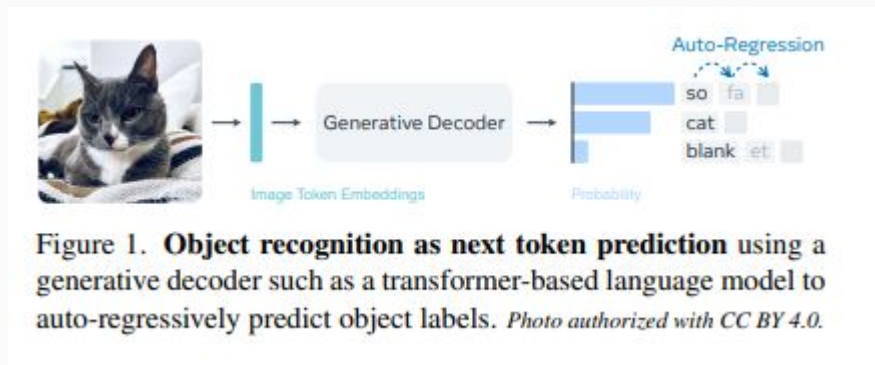 Auto-Regression
so fa
cat
Generative Decoder
blank et
Image Token Embeddings
Probability
Figure 1. Object recognition as next token prediction using a
generative decoder such as a transformer-based language model to
auto-regressively predict object labels. Photo authorized with CC BY 4.0.